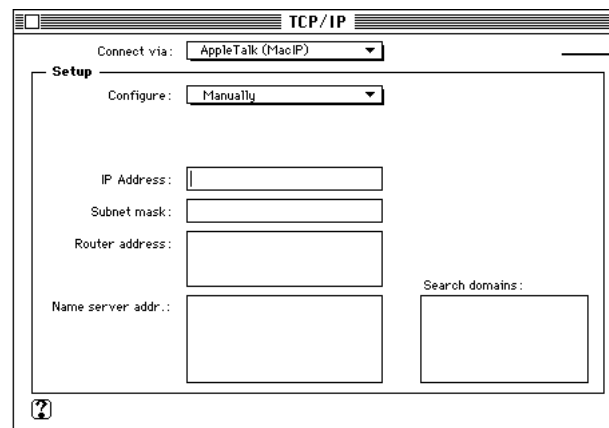 TCP/IP
Connect via: AppleTalk (MacIP)
Setup
Configure: Manually
IP Address:
Subnet mask:
Router address:
Search domains:
Name server addr.:
?